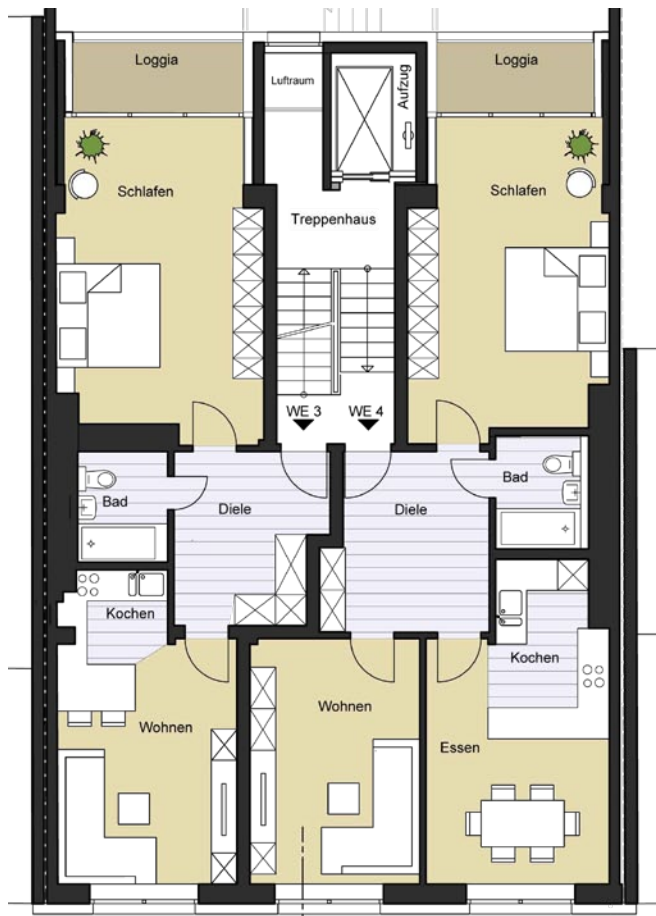 Loggia
Loggia
Luftraum
Aufzug
Schlafen
Schlafen
Treppenhaus
WE 3
WE 4
Bad
Diele
Diele
Bad
Kochen
Kochen
Wohnen
Wohnen
Essen